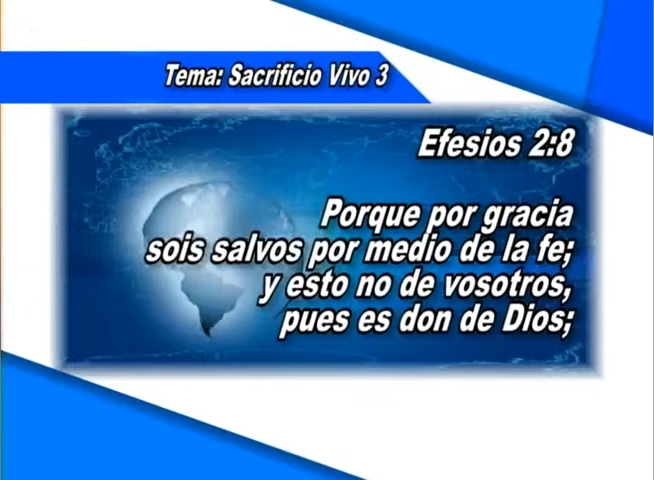 Tema: Sacrificio Vivo 3
Efesios 2:8
Porque por gracia
sois salvos por medio de la fe;
y esto no de vosotros,
pues es don de Dios;